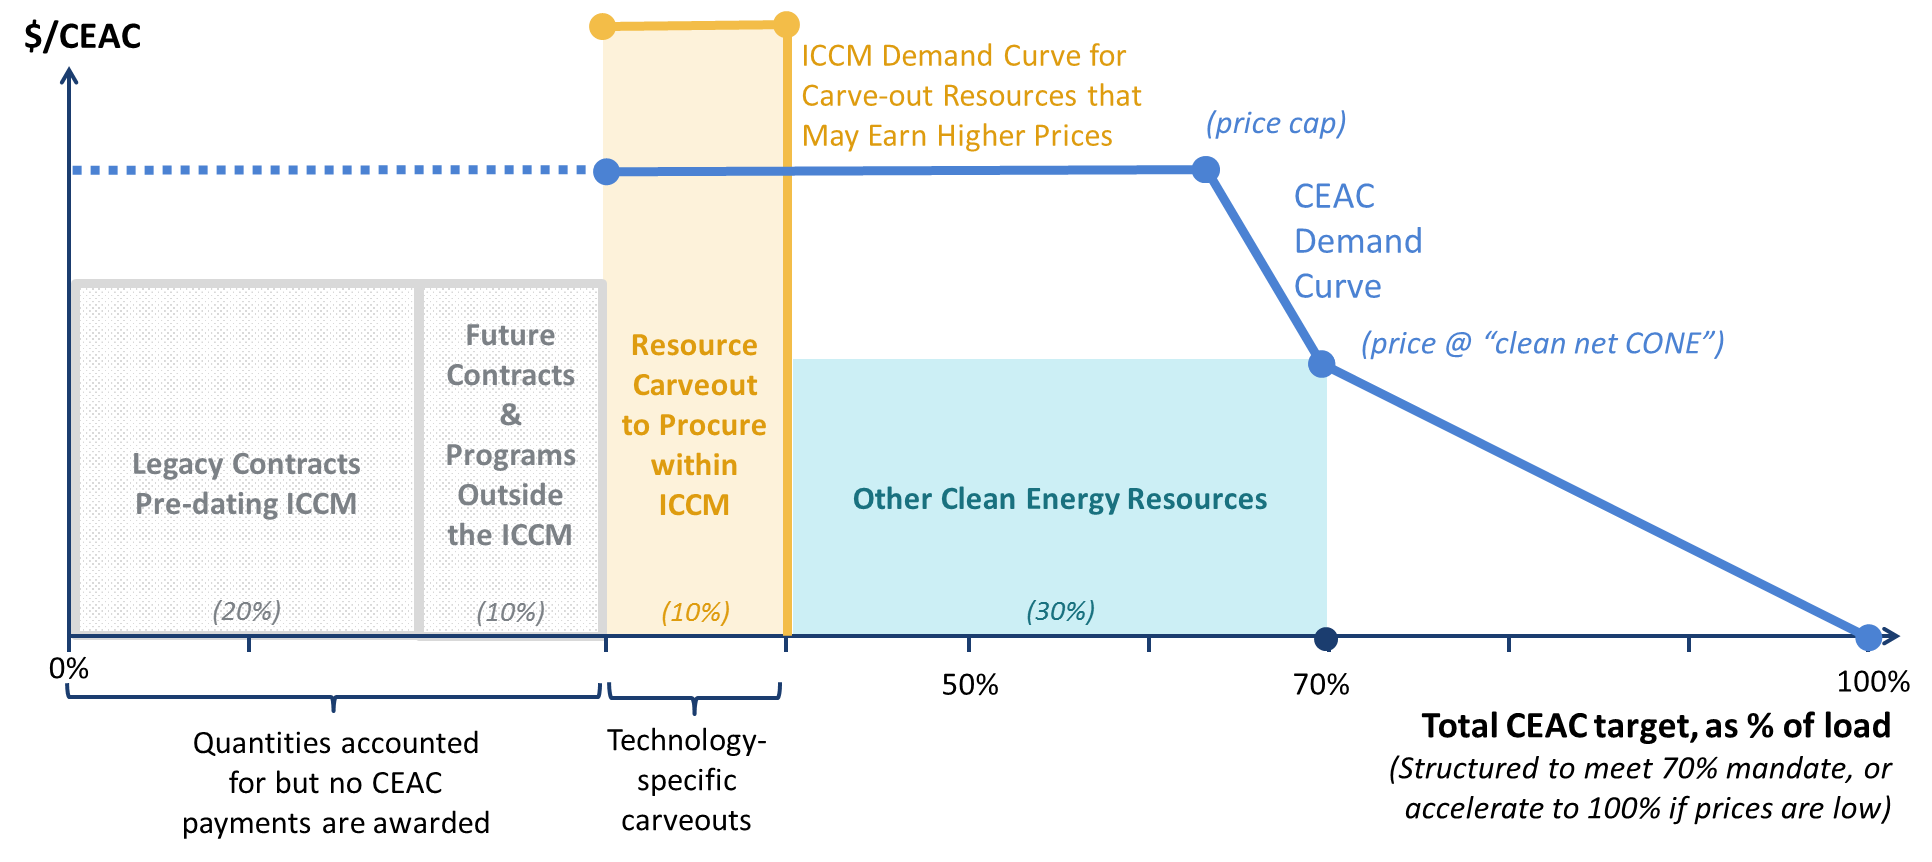 $/CEAC
ICCM Demand Curve for
Carve-out Resources that
May Earn Higher Prices
(price cap)
CEAC
Demand
Curve
(price @ “clean net CONE”)
Legacy Contracts
Pre-dating ICCM
(20%)
Future
Contracts
&
Programs
Outside
the ICCM
(10%)
Resource
Carveout
to Procure
within
ICCM
(10%)
Other Clean Energy Resources
(30%)
0%
50%
70%
100%
Quantities accounted
for but no CEAC
payments are awarded
Technology-
specific
carveouts
Total CEAC target, as % of load
(Structured to meet 70% mandate, or
accelerate to 100% if prices are low)